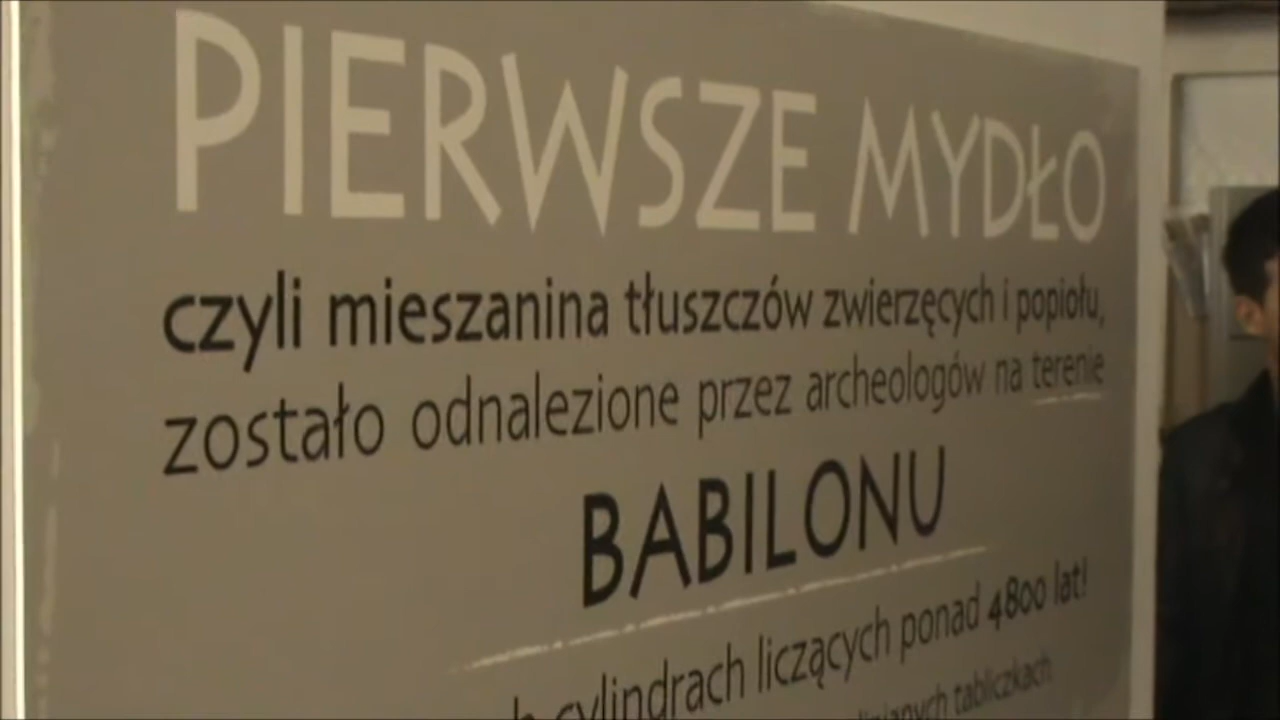 PIERWSZE MYDŁO
czyli mieszanina tłuszczów zwierzęcych i popiołu,
zostało odnalezione przez archeologów na terenie
BABILONU
cylindrach liczących ponad 4800 lat!
tabliczkach